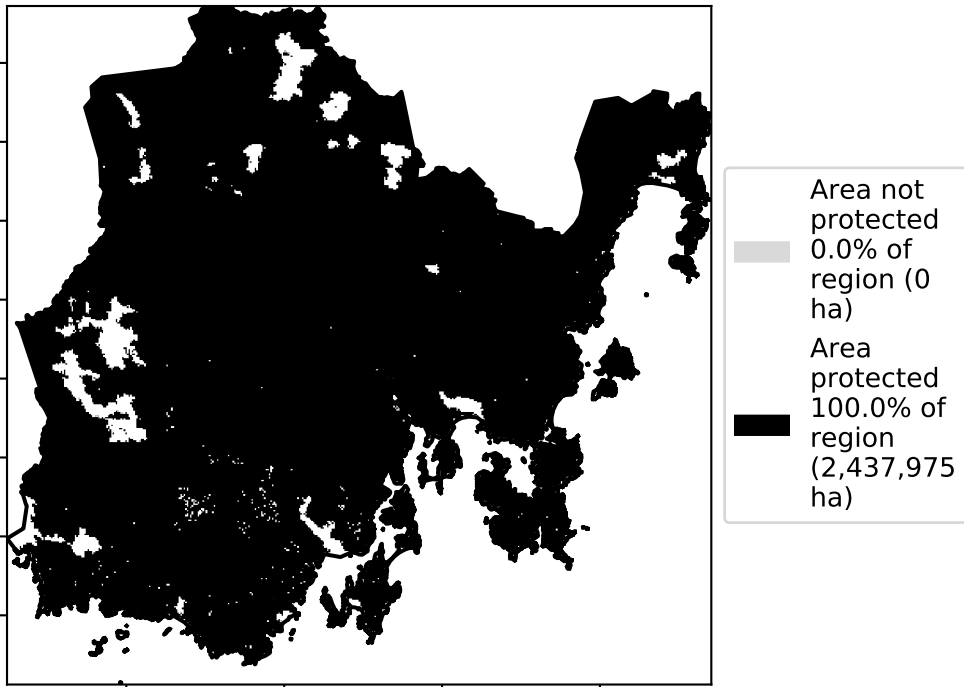 Area not
protected
0.0% of
region (0
ha)
Area
protected
100.0% of
region
(2,437,975
ha)